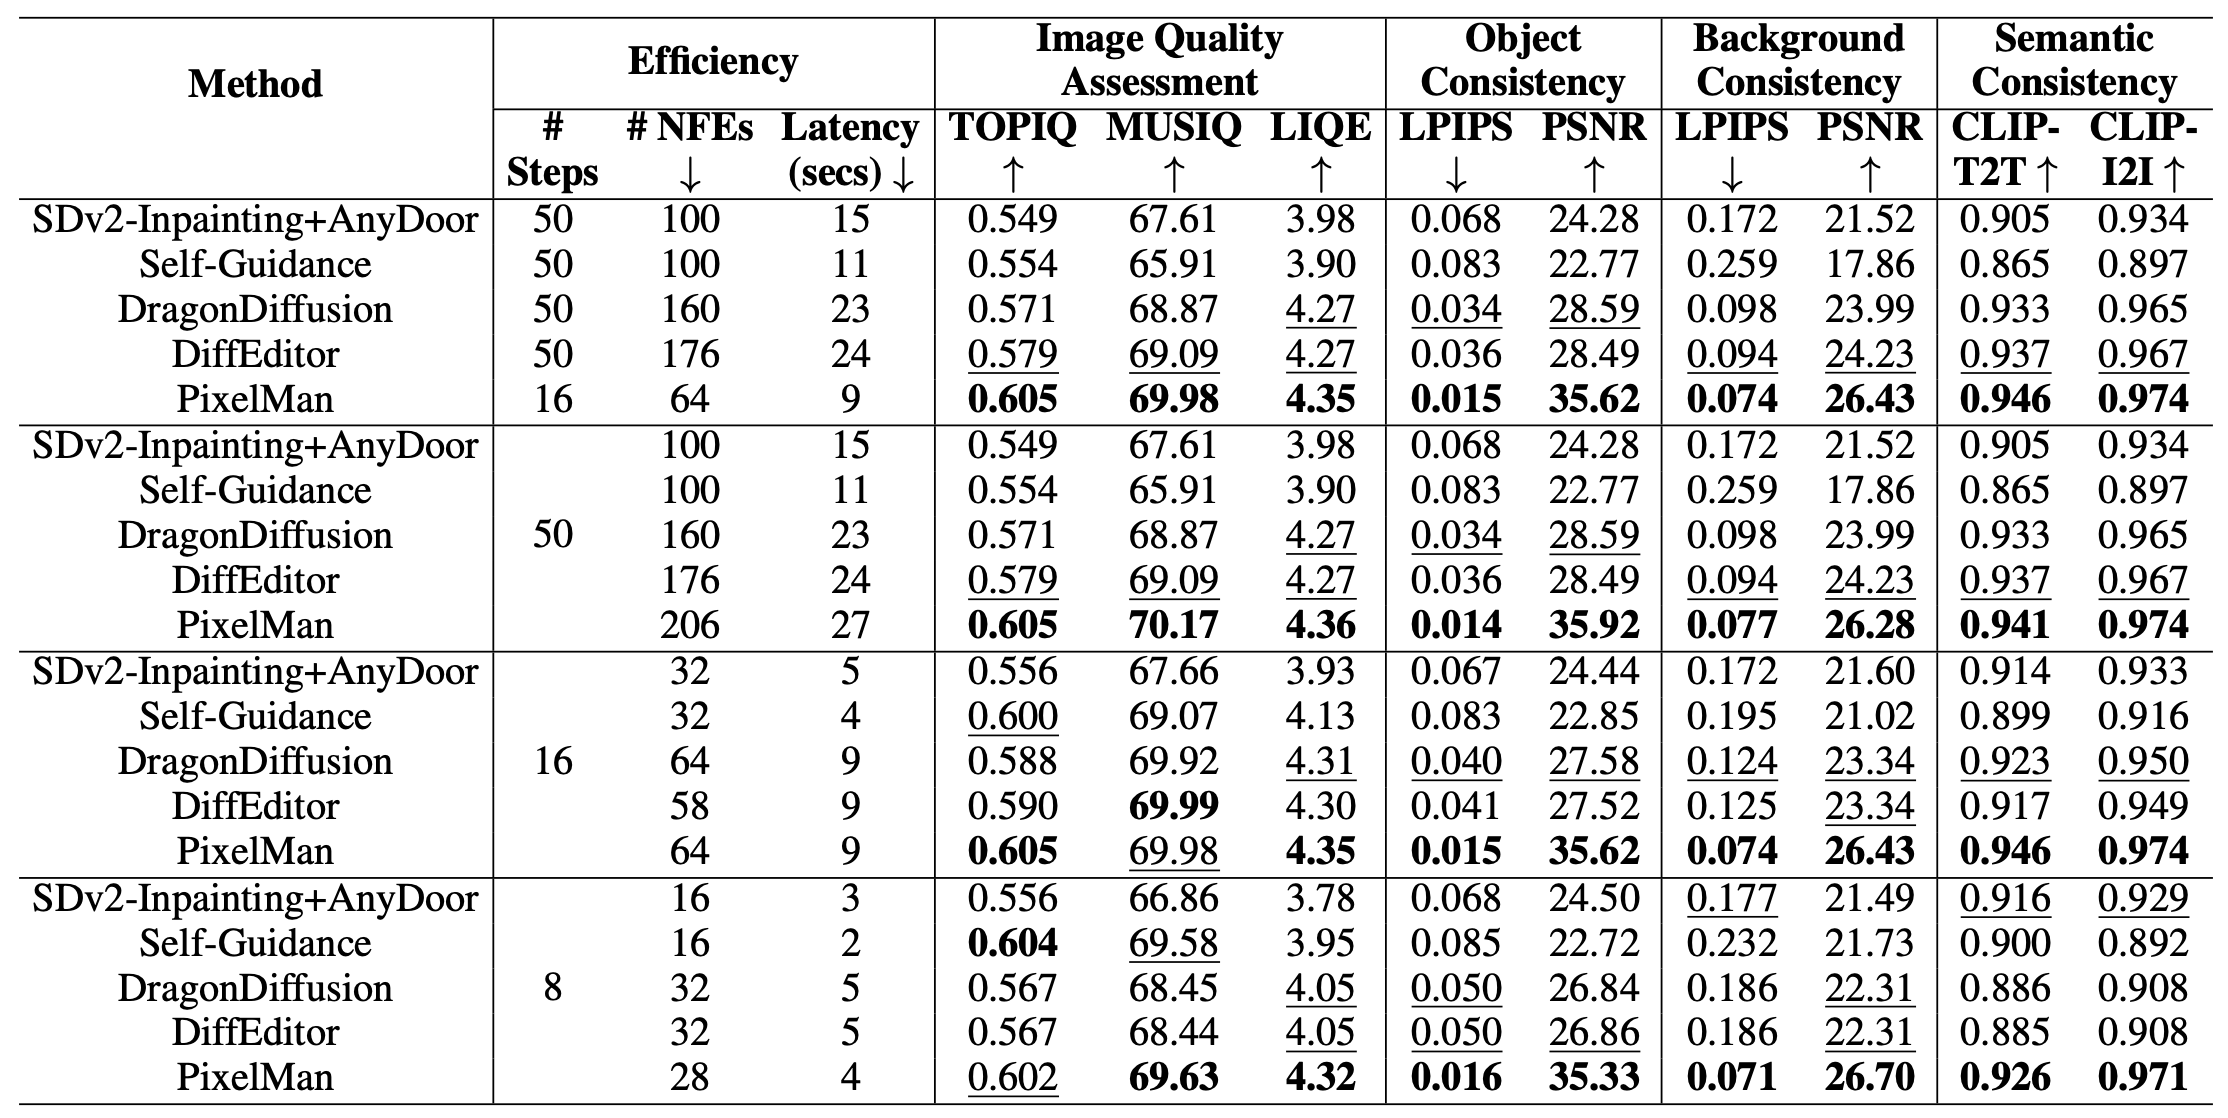 Method Efficiency Image Quality Assessment Object Consistency Background Consistency Semantic Consistency
# Steps # NFEs ↓ Latency (secs) ↓ TOPIQ ↑ MUSIQ ↑ LIQE ↑ LPIPS ↓ PSNR ↑ LPIPS ↓ PSNR ↑ CLIP-T2T ↑ CLIP-I2I ↑
SDv2-Inpainting+AnyDoor 50 100 15 0.549 67.61 3.98 0.068 24.28 0.172 21.52 0.905 0.934
Self-Guidance 50 100 11 0.554 65.91 3.90 0.083 22.77 0.259 17.86 0.865 0.897
DragonDiffusion 50 160 23 0.571 68.87 4.27 0.034 28.59 0.098 23.99 0.933 0.965
DiffEditor 50 176 24 0.579 69.09 4.27 0.036 28.49 0.094 24.23 0.937 0.967
PixelMan 16 64 9 0.605 69.98 4.35 0.015 35.62 0.074 26.43 0.946 0.974
SDv2-Inpainting+AnyDoor 100 15 0.549 67.61 3.98 0.068 24.28 0.172 21.52 0.905 0.934
Self-Guidance 100 11 0.554 65.91 3.90 0.083 22.77 0.259 17.86 0.865 0.897
DragonDiffusion 50 160 23 0.571 68.87 4.27 0.034 28.59 0.098 23.99 0.933 0.965
DiffEditor 176 24 0.579 69.09 4.27 0.036 28.49 0.094 24.23 0.937 0.967
PixelMan 206 27 0.605 70.17 4.36 0.014 35.92 0.077 26.28 0.941 0.974
SDv2-Inpainting+AnyDoor 32 5 0.556 67.66 3.93 0.067 24.44 0.172 21.60 0.914 0.933
Self-Guidance 32 4 0.600 69.07 4.13 0.083 22.85 0.195 21.02 0.899 0.916
DragonDiffusion 16 64 9 0.588 69.92 4.31 0.040 27.58 0.124 23.34 0.923 0.950
DiffEditor 58 9 0.590 69.99 4.30 0.041 27.52 0.125 23.34 0.917 0.949
PixelMan 64 9 0.605 69.98 4.35 0.015 35.62 0.074 26.43 0.946 0.974
SDv2-Inpainting+AnyDoor 16 3 0.556 66.86 3.78 0.068 24.50 0.177 21.49 0.916 0.929
Self-Guidance 16 2 0.604 69.58 3.95 0.085 22.72 0.232 21.73 0.900 0.892
DragonDiffusion 8 32 5 0.567 68.45 4.05 0.050 26.84 0.186 22.31 0.886 0.908
DiffEditor 32 5 0.567 68.44 4.05 0.050 26.86 0.186 22.31 0.885 0.908
PixelMan 28 4 0.602 69.63 4.32 0.016 35.33 0.071 26.70 0.926 0.971